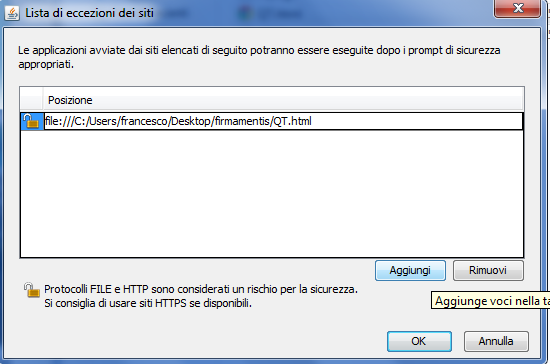 Lista di eccezioni dei siti
Le applicazioni avviate dai siti elencati di seguito potranno essere eseguite dopo i prompt di sicurezza
appropriati.
Posizione
file:///C:/Users/francesco/Desktop/firmamentis/QT.html
Aggiungi
Rimuovi
Protocolli FILE e HTTP sono considerati un rischio per la sicurezza.
Si consiglia di usare siti HTTPS se disponibili.
Aggiunge voci nella ta
OK
Annulla